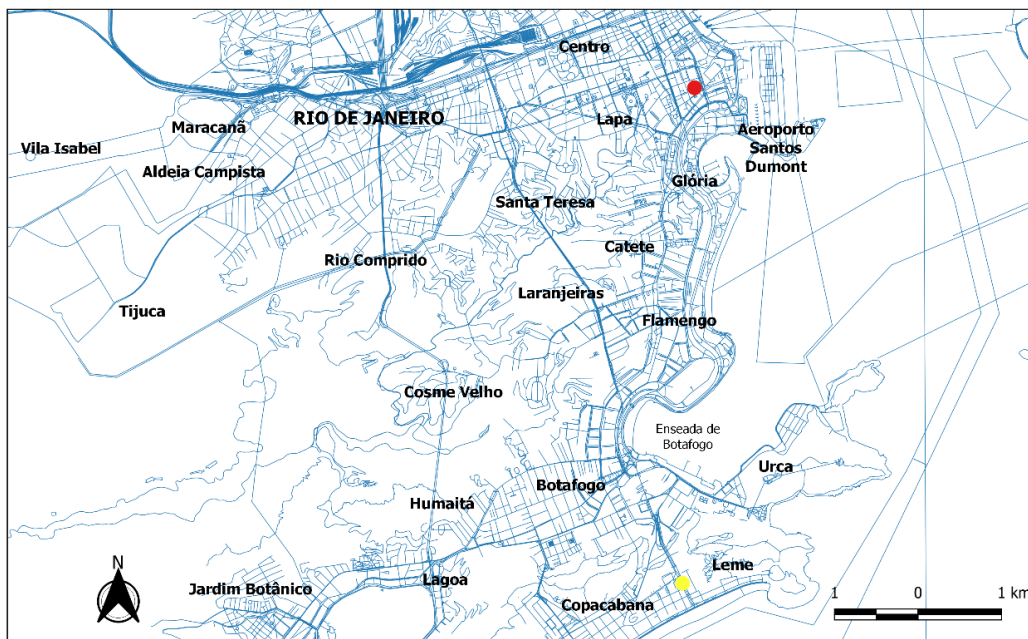 Centro
RIO DE JANEIRO
Lapa
Maracanã
Aeroporto
Santos
Dumont
Vila Isabel
Aldeia Campista
Glória
Santa Teresa
Catete
Rio Comprido
Laranjeiras
Tijuca
Flamengo
Cosme Velho
Enseada de
Botafogo
Urca
Botafogo
Humaitá
N
Leme
Lagoa
Jardim Botânico
Copacabana
1 0 1 km